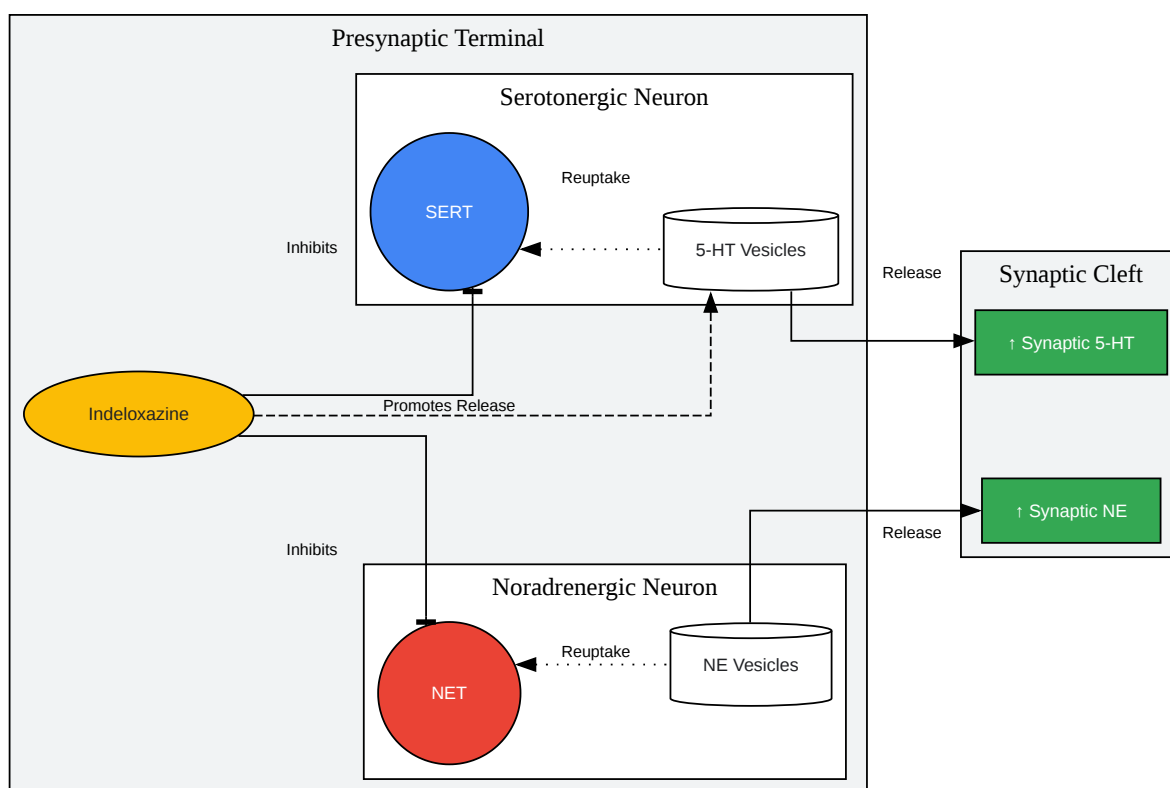 Presynaptic Terminal
Serotonergic Neuron
Reuptake
SERT
Inhibits
5-HT Vesicles
Release
Synaptic Cleft
↑ Synaptic 5-HT
Indeloxazine
Promotes Release
↑ Synaptic NE
Release
Inhibits
Noradrenergic Neuron
Reuptake
NE Vesicles
NET